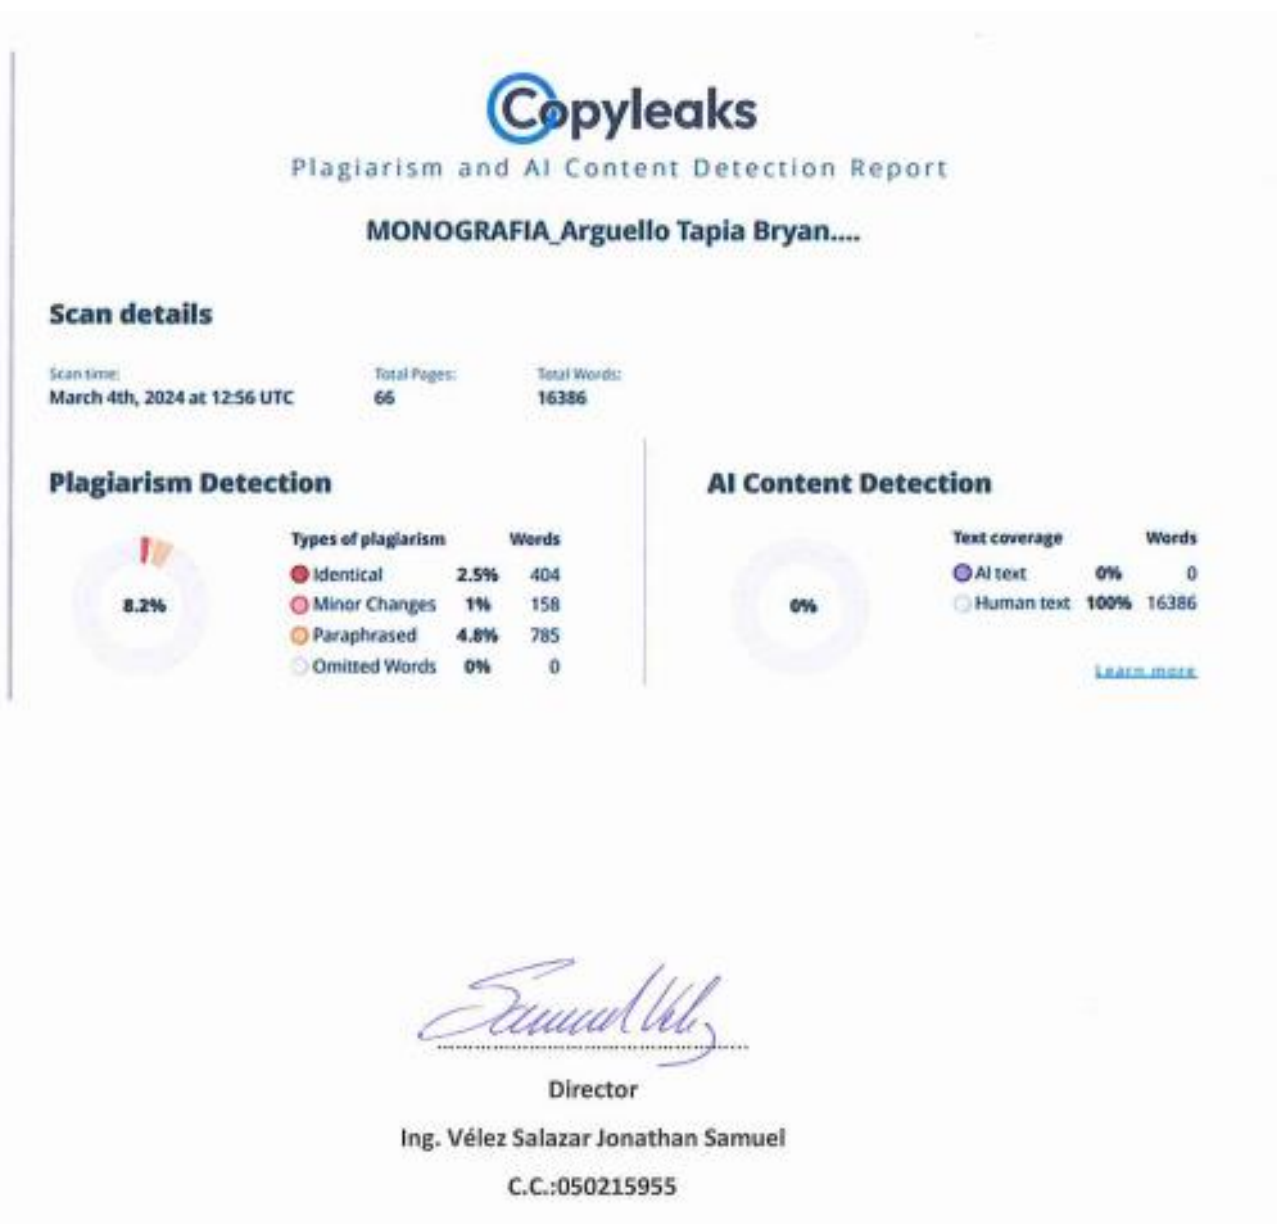 Copyleaks
Plagiarism and AI Content Detection Report
MONOGRAFIA_Arguello Tapia Bryan....
Scan details
Scan time: Total Pages: Total Words:
March 4th, 2024 at 12:56 UTC 66 16386
Plagiarism Detection
8.2%
Types of plagiarism Words
Identical 2.5% 404
Minor Changes 1% 158
Paraphrased 4.8% 785
Omitted Words 0% 0
AI Content Detection
0%
Text coverage Words
AI text 0% 0
Human text 100% 16386
Learn more
Samuel Veléz
Director
Ing. Vélez Salazar Jonathan Samuel
C.C.:050215955